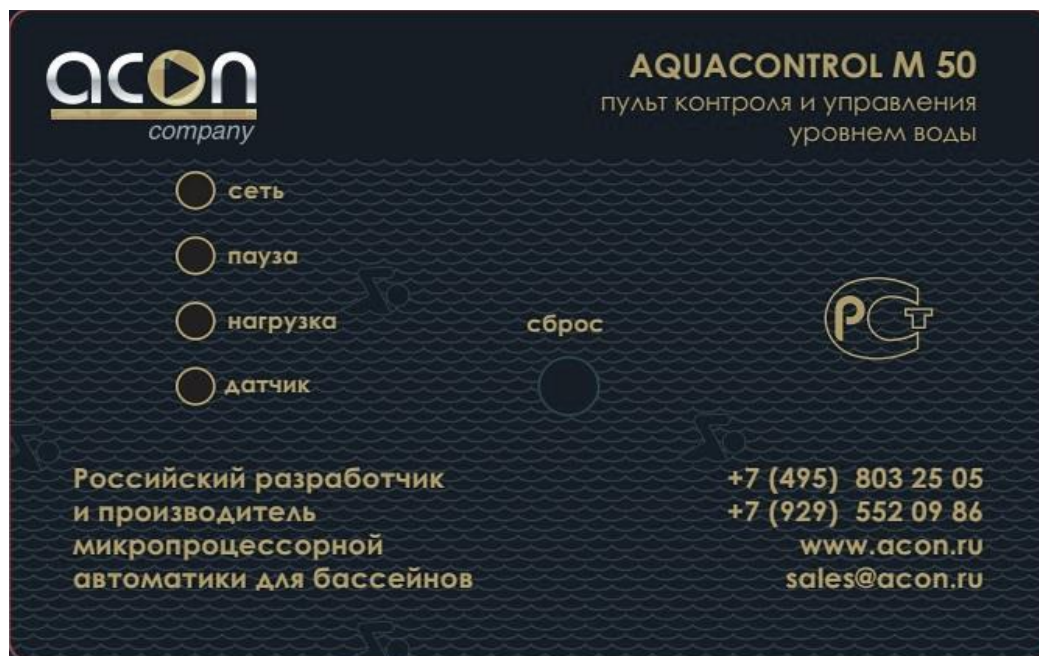 acon
company
AQUACONTROL M 50
пульт контроля и управления
уровнем воды
сеть
пауза
нагрузка
датчик
сброс
РСТ
Российский разработчик
и производитель
микропроцессорной
автоматики для бассейнов
+7 (495) 803 25 05
+7 (929) 552 09 86
www.acon.ru
sales@acon.ru